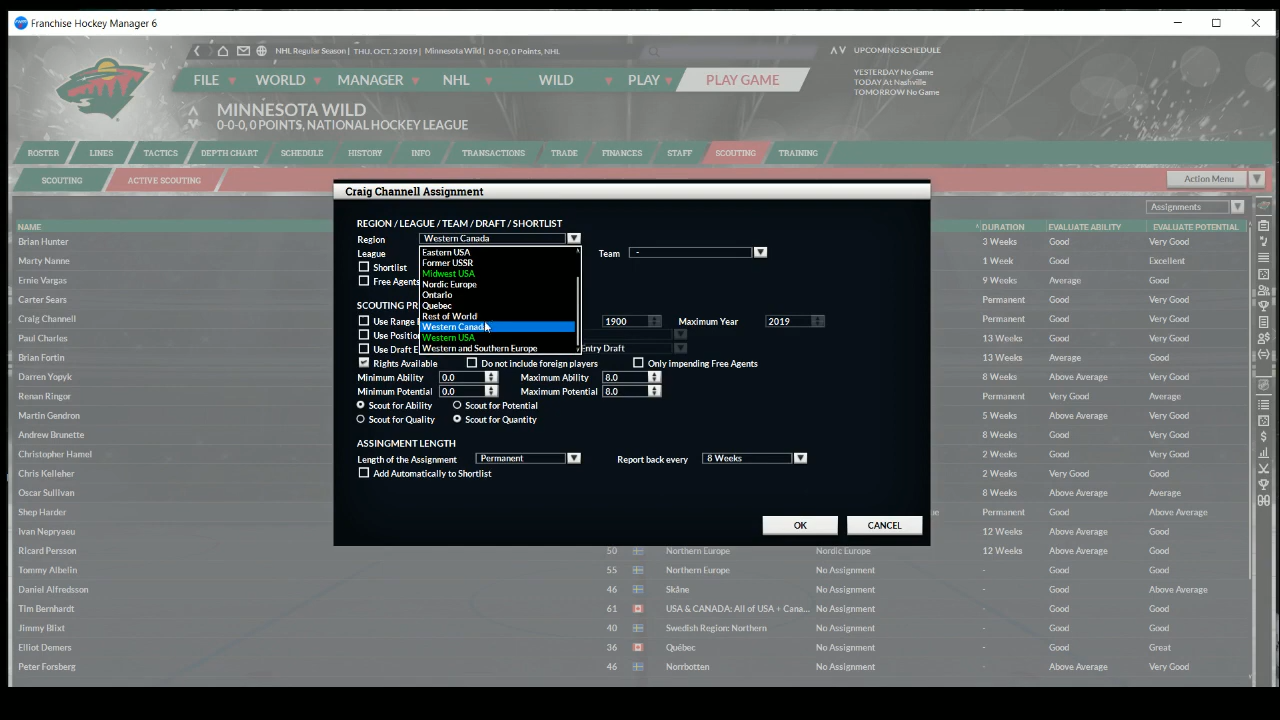 Franchise Hockey Manager 6
NHL Regular Season | THU. OCT. 3 2019 | Minnesota Wild | 0-0-0, 0 Points, NHL
UPCOMING SCHEDULE
YESTERDAY No Game
TODAY At Nashville
TOMORROW No Game
FILE WORLD MANAGER NHL WILD PLAY PLAY GAME
MINNESOTA WILD
0-0-0, 0 POINTS, NATIONAL HOCKEY LEAGUE
ROSTER LINES TACTICS DEPTH CHART SCHEDULE HISTORY INFO TRANSACTIONS TRADE FINANCES STAFF SCOUTING TRAINING
SCOUTING ACTIVE SCOUTING Action Menu
Assignments
NAME DURATION EVALUATE ABILITY EVALUATE POTENTIAL
Brian Hunter 3 Weeks Good Very Good
Marty Nanne 1 Week Good Excellent
Ernie Vargas 9 Weeks Average Good
Carter Sears Permanent Good Very Good
Craig Channell Permanent Good Good
Paul Charles 13 Weeks Good Good
Brian Fortin 13 Weeks Average Good
Darren Yopyk 8 Weeks Above Average Very Good
Renan Ringor Permanent Very Good Average
Martin Gendron 5 Weeks Above Average Very Good
Andrew Brunette 8 Weeks Good Very Good
Christopher Hamel 2 Weeks Good Very Good
Chris Kelleher 2 Weeks Very Good Good
Oscar Sullivan 8 Weeks Above Average Average
Shep Harder Permanent Good Above Average
Ivan Nepryaeu 12 Weeks Above Average Good
Ricard Persson 50 Northern Europe Nordic Europe 12 Weeks Above Average Good
Tommy Albelin 55 Northern Europe No Assignment - Good Good
Daniel Alfredsson 46 Skåne No Assignment - Good Above Average
Tim Bernhardt 61 USA & CANADA: All of USA + Cana... No Assignment - Good Good
Jimmy Blixt 40 Swedish Region: Northern No Assignment - Good Good
Elliot Demers 36 Québec No Assignment - Good Great
Peter Forsberg 46 Norrbotten No Assignment - Above Average Very Good
Craig Channell Assignment
REGION / LEAGUE / TEAM / DRAFT / SHORTLIST
Region Western Canada
League Team -
Shortlist
Free Agents
Eastern USA
Former USSR
Midwest USA
Nordic Europe
Ontario
Quebec
Rest of World
Western Canada
Western USA
Western and Southern Europe
SCOUTING PR
Use Range 1900 Maximum Year 2019
Use Position
Use Draft E Entry Draft
Rights Available Do not include foreign players Only impending Free Agents
Minimum Ability 0.0 Maximum Ability 8.0
Minimum Potential 0.0 Maximum Potential 8.0
Scout for Ability Scout for Potential
Scout for Quality Scout for Quantity
ASSINGMENT LENGTH
Length of the Assignment Permanent Report back every 8 Weeks
Add Automatically to Shortlist
OK CANCEL